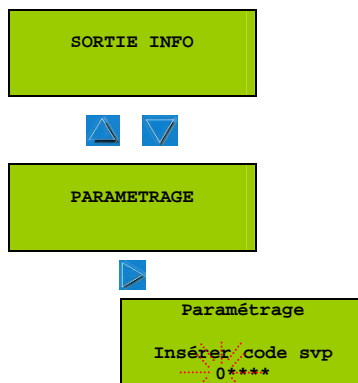 SORTIE INFO
PARAMETRAGE
Paramétrage
Insérer code svp
0****